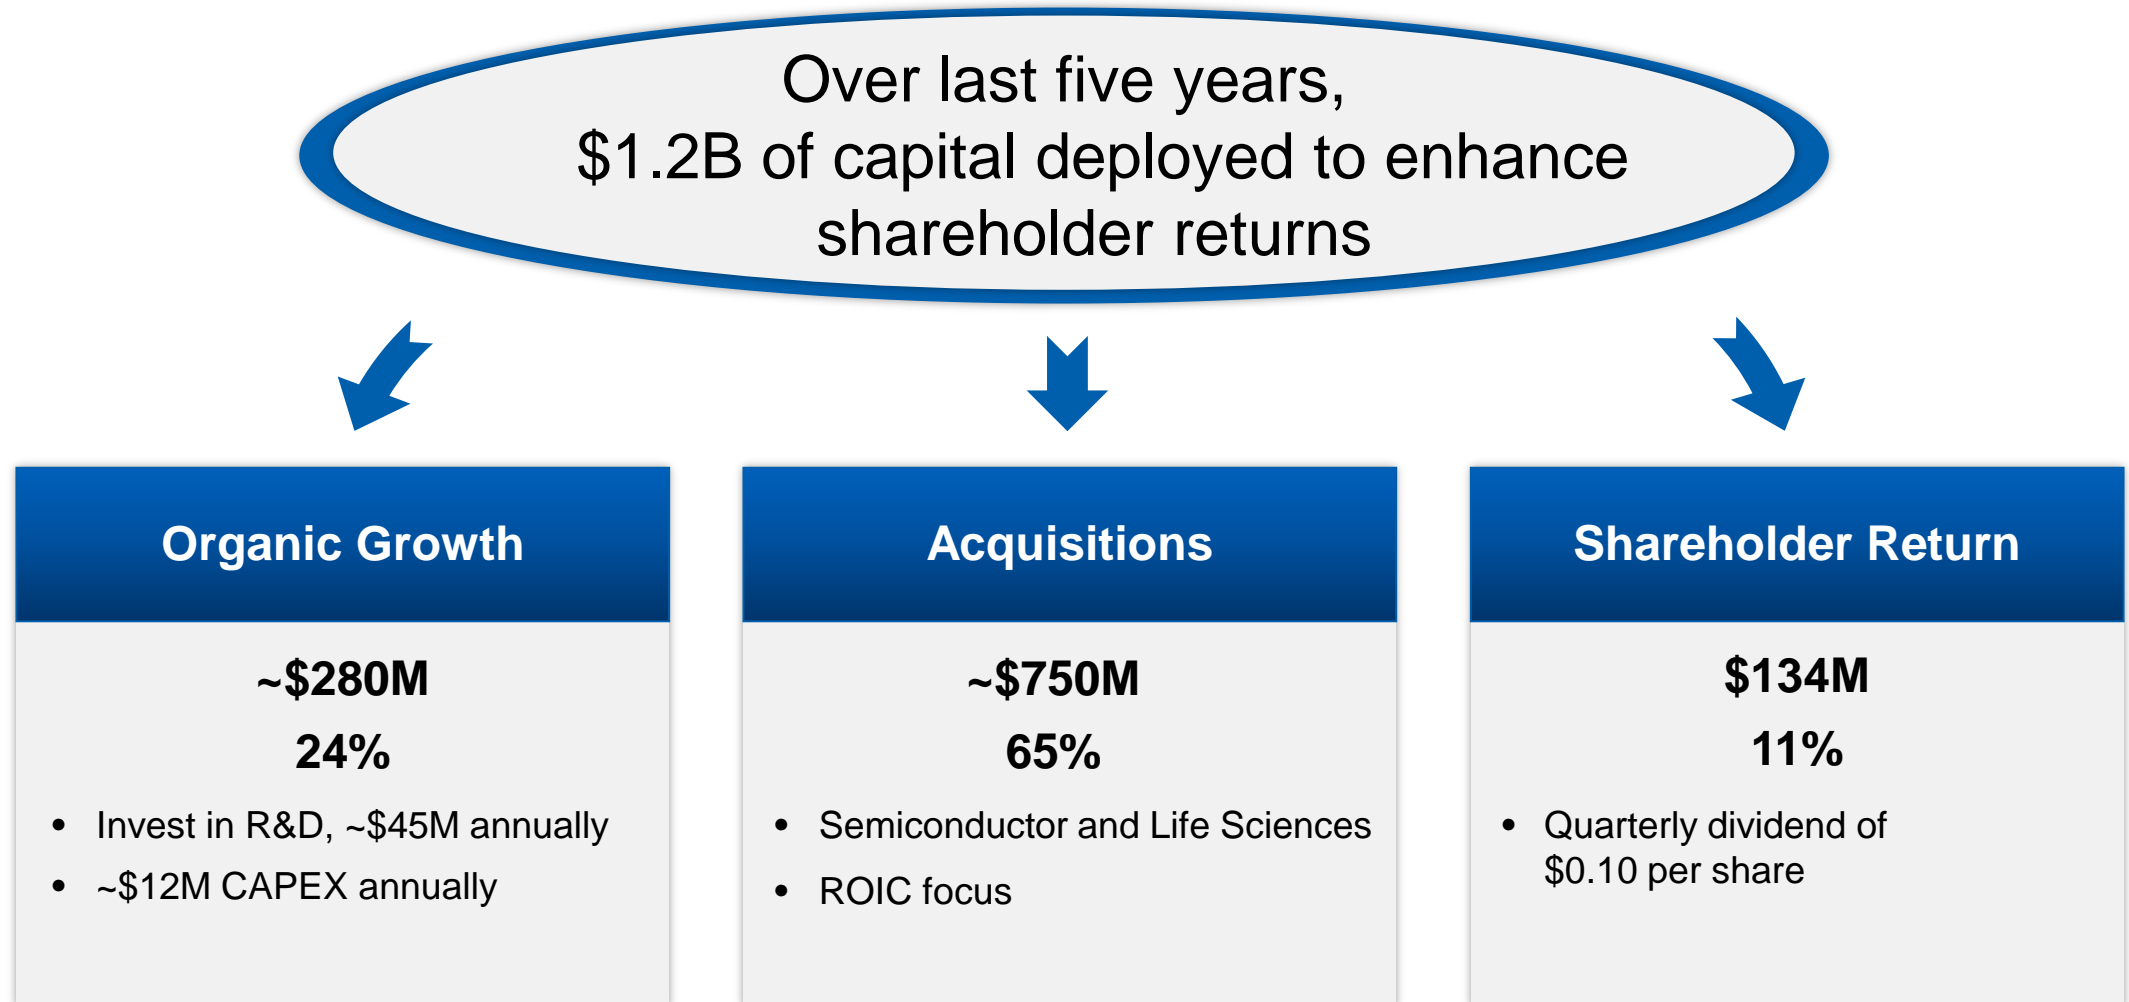 Over last five years,
$1.2B of capital deployed to enhance
shareholder returns
Organic Growth
~$280M
24%
• Invest in R&D, ~$45M annually
• ~$12M CAPEX annually
Acquisitions
~$750M
65%
• Semiconductor and Life Sciences
• ROIC focus
Shareholder Return
$134M
11%
• Quarterly dividend of
$0.10 per share